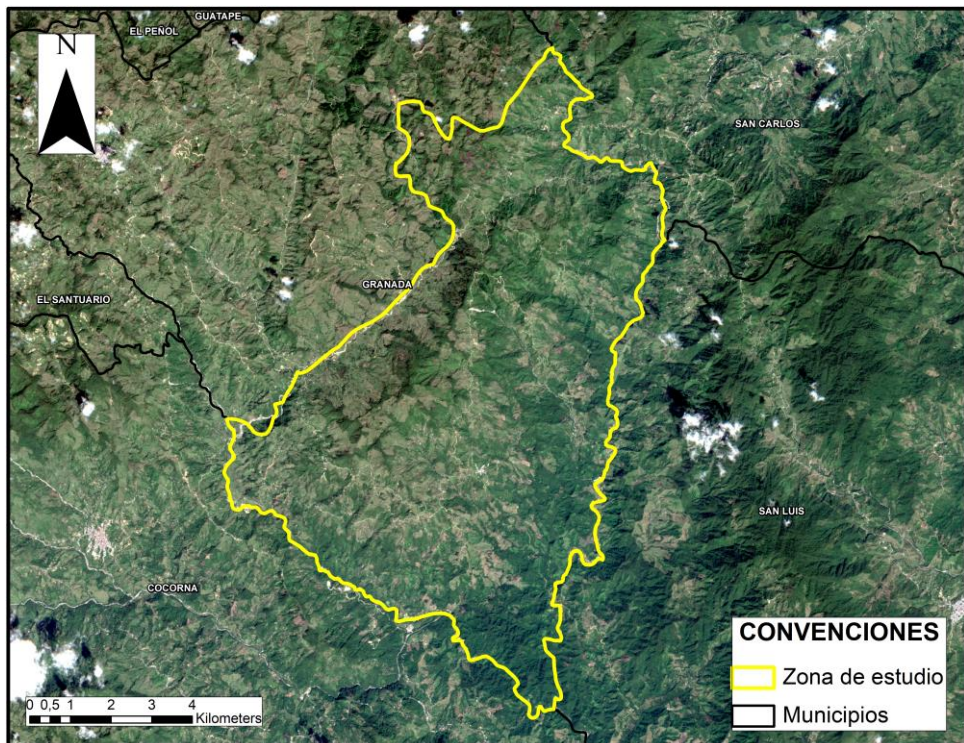 GUATAPE
EL PEÑOL
N
SAN CARLOS
GRANADA
EL SANTUARIO
SAN LUIS
COCORNA
CONVENCIONES
Zona de estudio
Municipios
0 0,5 1 2 3 4
Kilometers